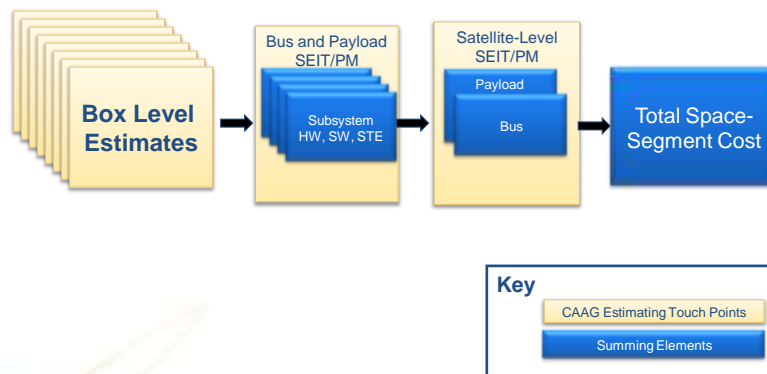 Box Level
Estimates
Bus and Payload
SEIT/PM
Subsystem
HW, SW, STE
Satellite-Level
SEIT/PM
Payload
Bus
Total Space-
Segment Cost
Key
CAAG Estimating Touch Points
Summing Elements